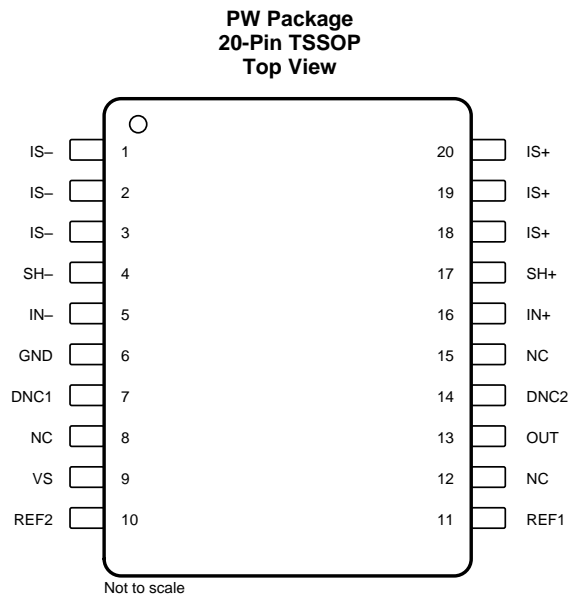 PW Package
20-Pin TSSOP
Top View
IS– 1 20 IS+
IS– 2 19 IS+
IS– 3 18 IS+
SH– 4 17 SH+
IN– 5 16 IN+
GND 6 15 NC
DNC1 7 14 DNC2
NC 8 13 OUT
VS 9 12 NC
REF2 10 11 REF1
Not to scale